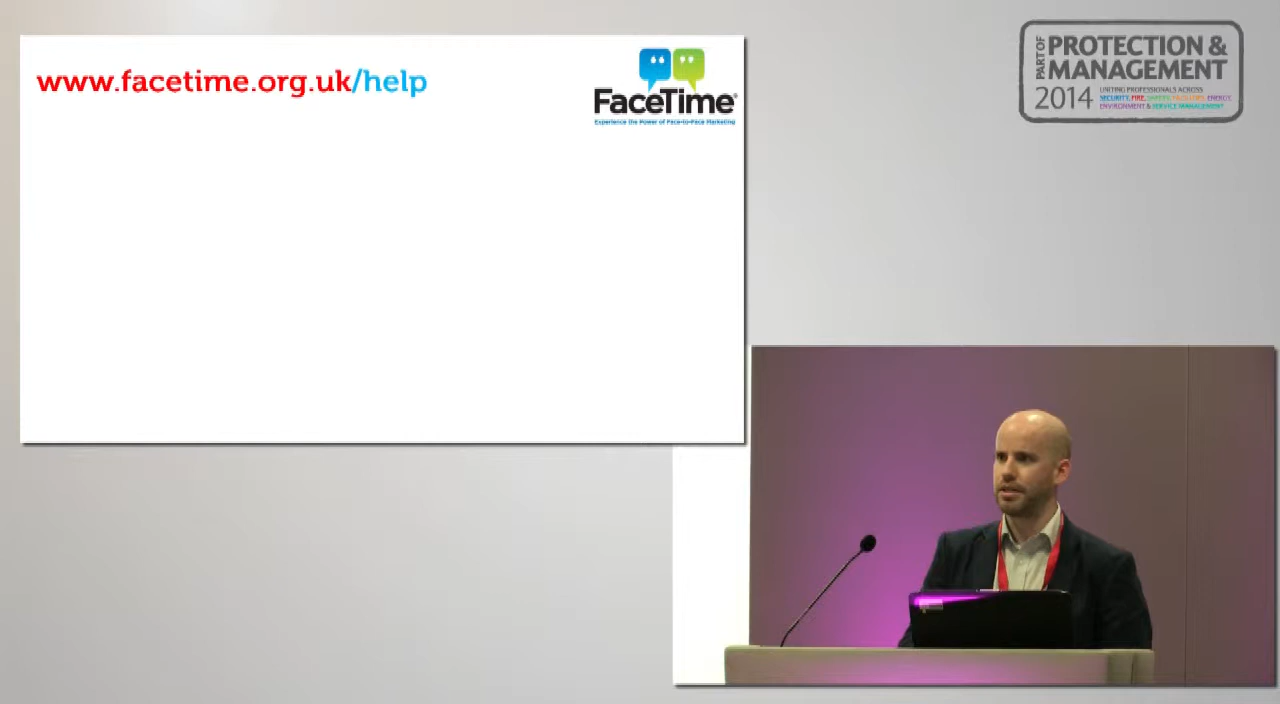 www.facetime.org.uk/help
FaceTime®
Experience the Power of Face-to-Face Marketing
PART OF
PROTECTION &
MANAGEMENT
2014
UNITING PROFESSIONALS ACROSS
SECURITY, FIRE, SAFETY, FACILITIES, ENERGY,
ENVIRONMENT & SERVICE MANAGEMENT